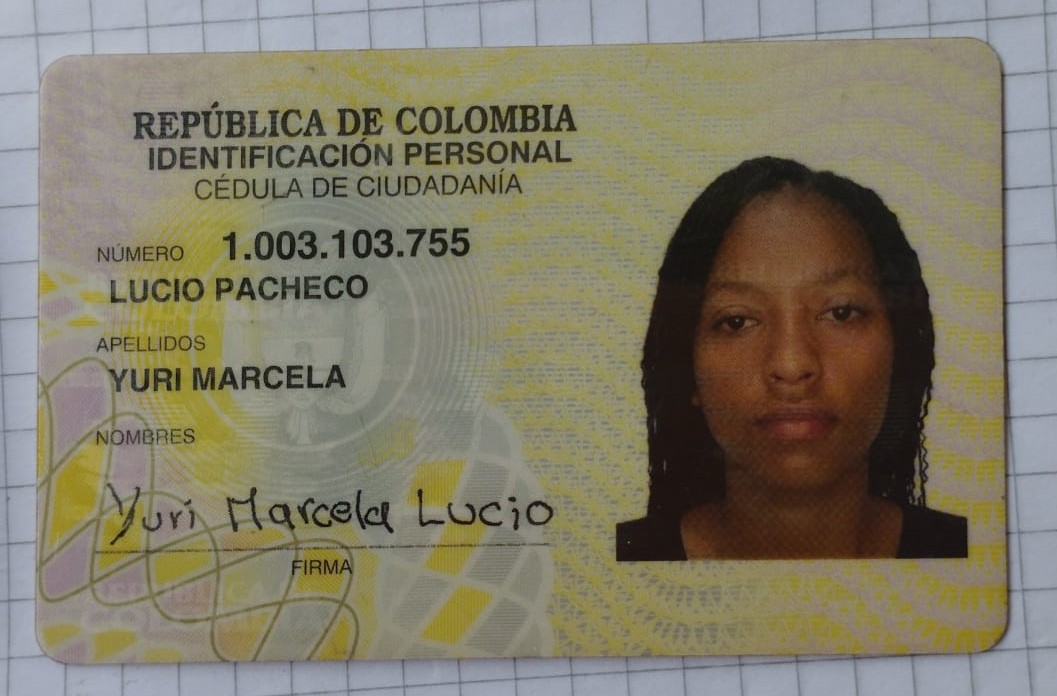 REPÚBLICA DE COLOMBIA
IDENTIFICACIÓN PERSONAL
CÉDULA DE CIUDADANÍA
NÚMERO 1.003.103.755
LUCIO PACHECO
APELLIDOS
YURI MARCELA
NOMBRES
Yuri Marcela Lucio
FIRMA